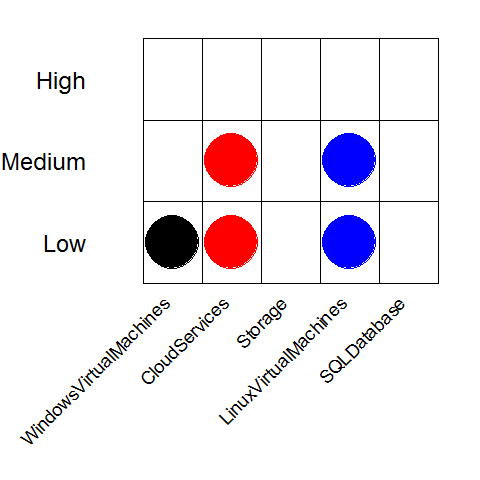 High
Medium
Low
WindowsVirtualMachines
CloudServices
Storage
LinuxVirtualMachines
SQLDatabase